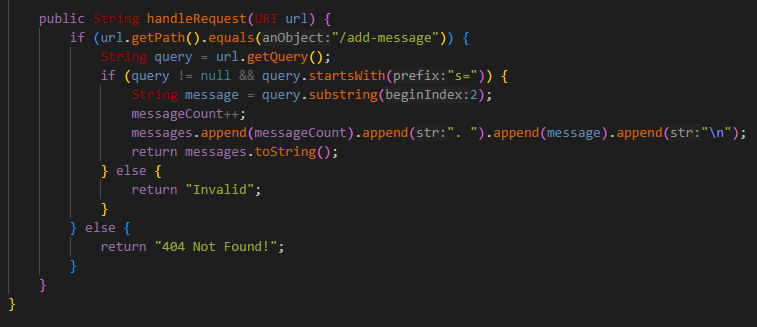 public String handleRequest(URI url) {
if (url.getPath().equals(anObject:"/add-message")) {
String query = url.getQuery();
if (query != null && query.startsWith(prefix:"s=")) {
String message = query.substring(beginIndex:2);
messageCount++;
messages.append(messageCount).append(str:". ").append(message).append(str:"\n");
return messages.toString();
} else {
return "Invalid";
}
} else {
return "404 Not Found!";
}
}
}